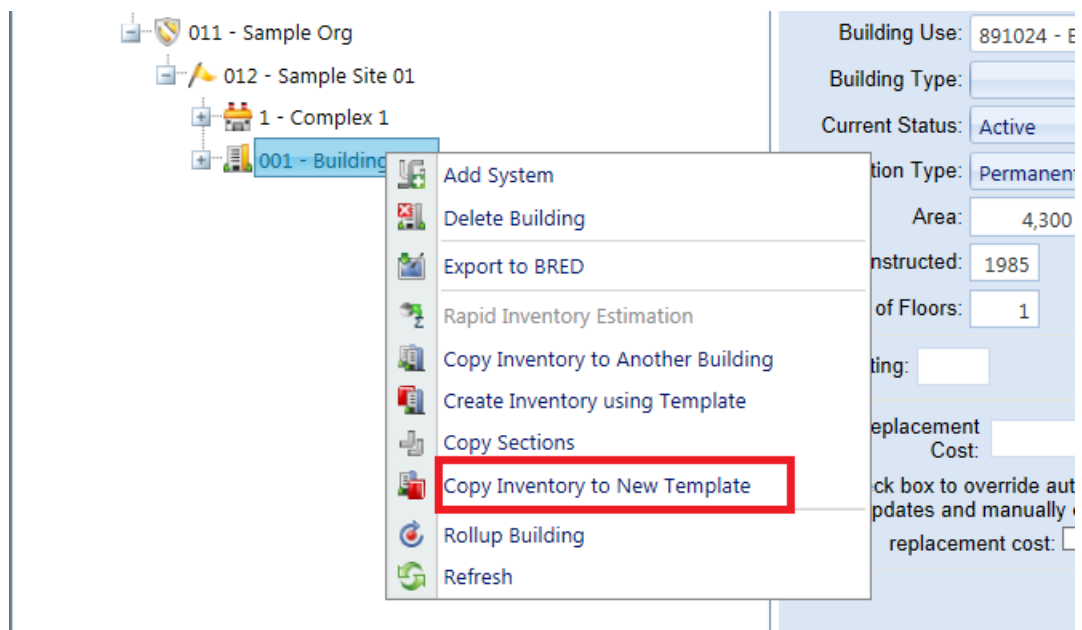 011 - Sample Org
012 - Sample Site 01
1 - Complex 1
001 - Building
Add System
Delete Building
Export to BRED
Rapid Inventory Estimation
Copy Inventory to Another Building
Create Inventory using Template
Copy Sections
Copy Inventory to New Template
Rollup Building
Refresh
Building Use: 891024 - E
Building Type:
Current Status: Active
tion Type: Permanent
Area: 4,300
nstructed: 1985
of Floors: 1
ting:
eplacement
Cost:
ck box to override aut
pdates and manually
replacement cost: